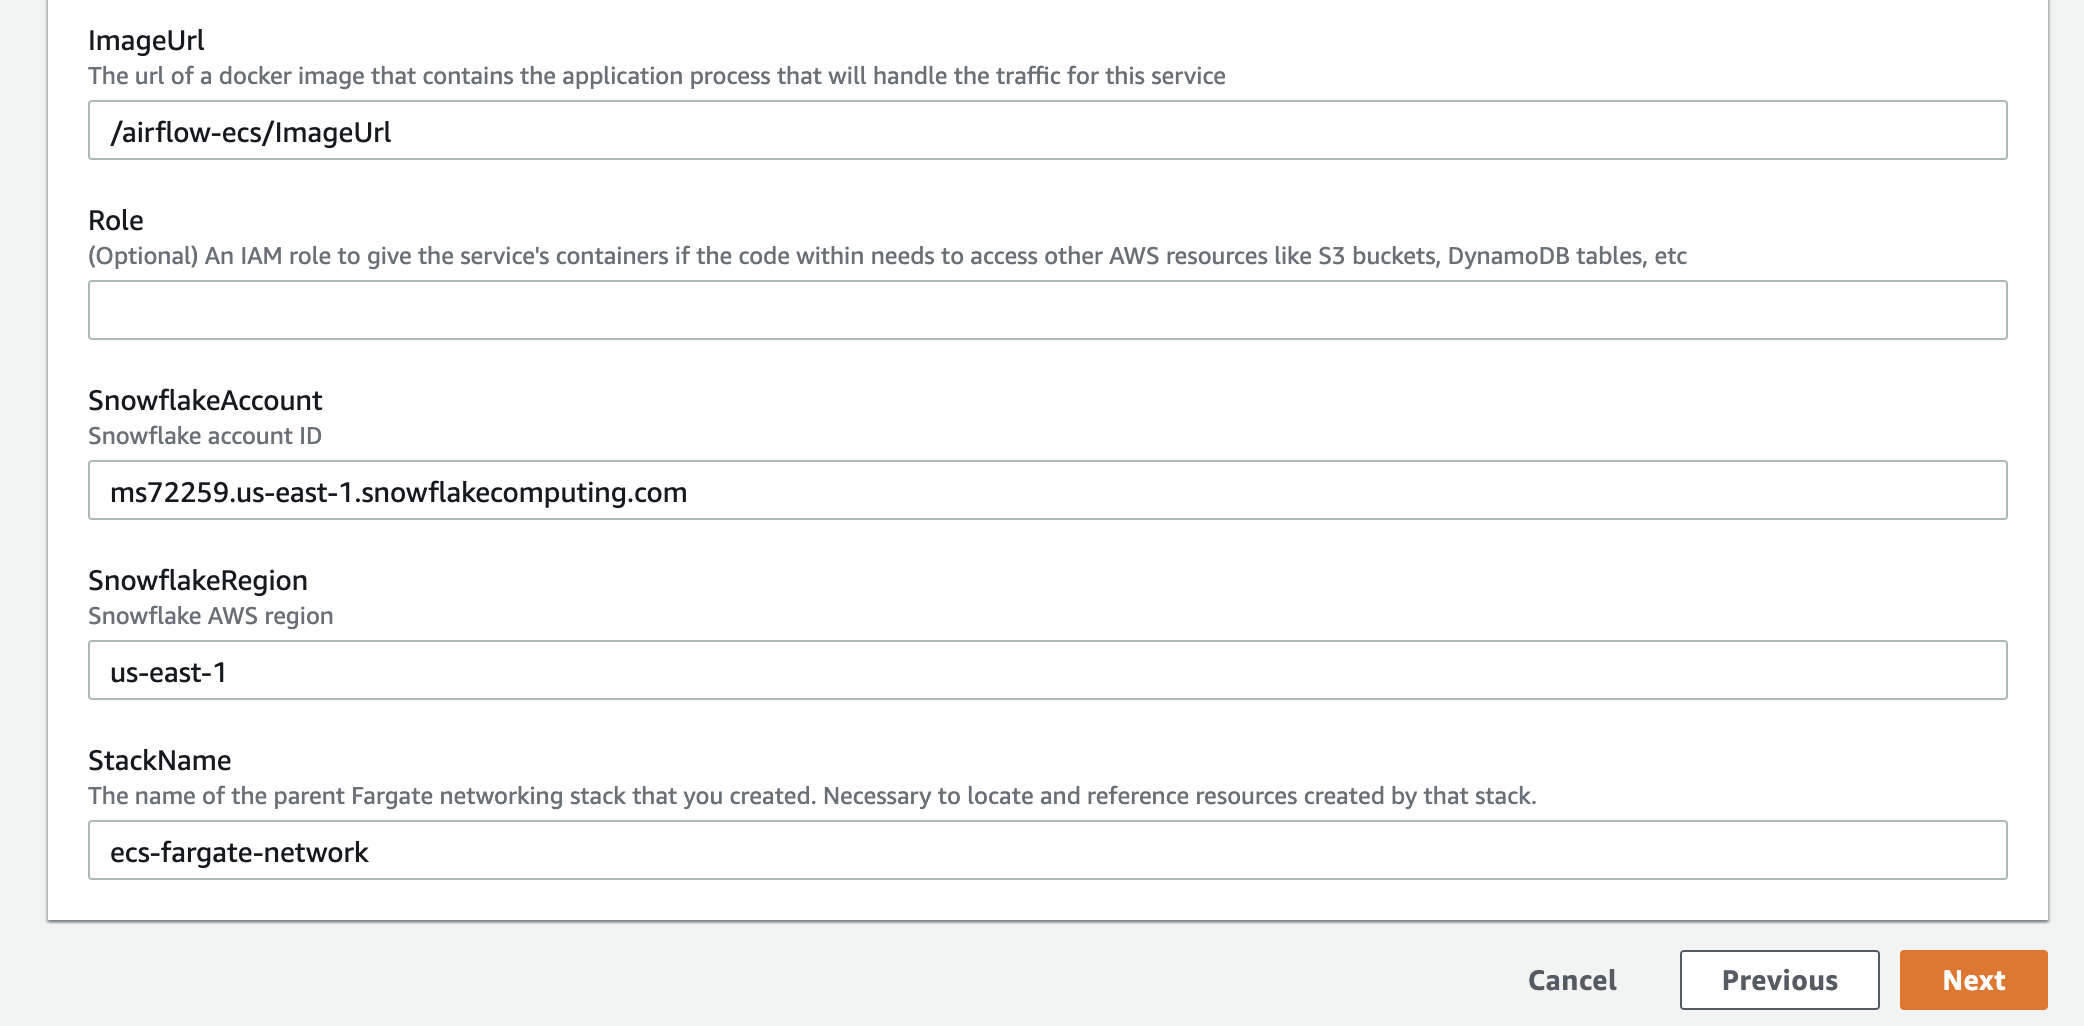 ImageUrl
The url of a docker image that contains the application process that will handle the traffic for this service
/airflow-ecs/ImageUrl
Role
(Optional) An IAM role to give the service's containers if the code within needs to access other AWS resources like S3 buckets, DynamoDB tables, etc
SnowflakeAccount
Snowflake account ID
ms72259.us-east-1.snowflakecomputing.com
SnowflakeRegion
Snowflake AWS region
us-east-1
StackName
The name of the parent Fargate networking stack that you created. Necessary to locate and reference resources created by that stack.
ecs-fargate-network
Cancel Previous Next